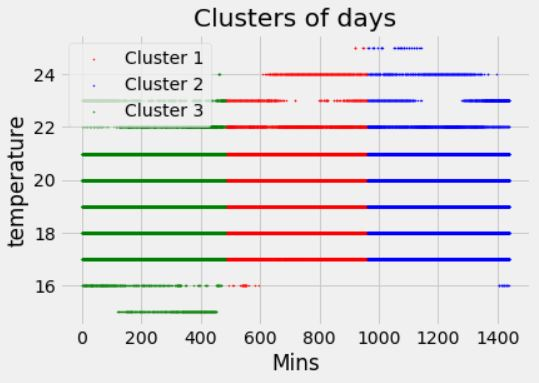 Clusters of days
Cluster 1
Cluster 2
Cluster 3
temperature
24
22
20
18
16
0 200 400 600 800 1000 1200 1400
Mins